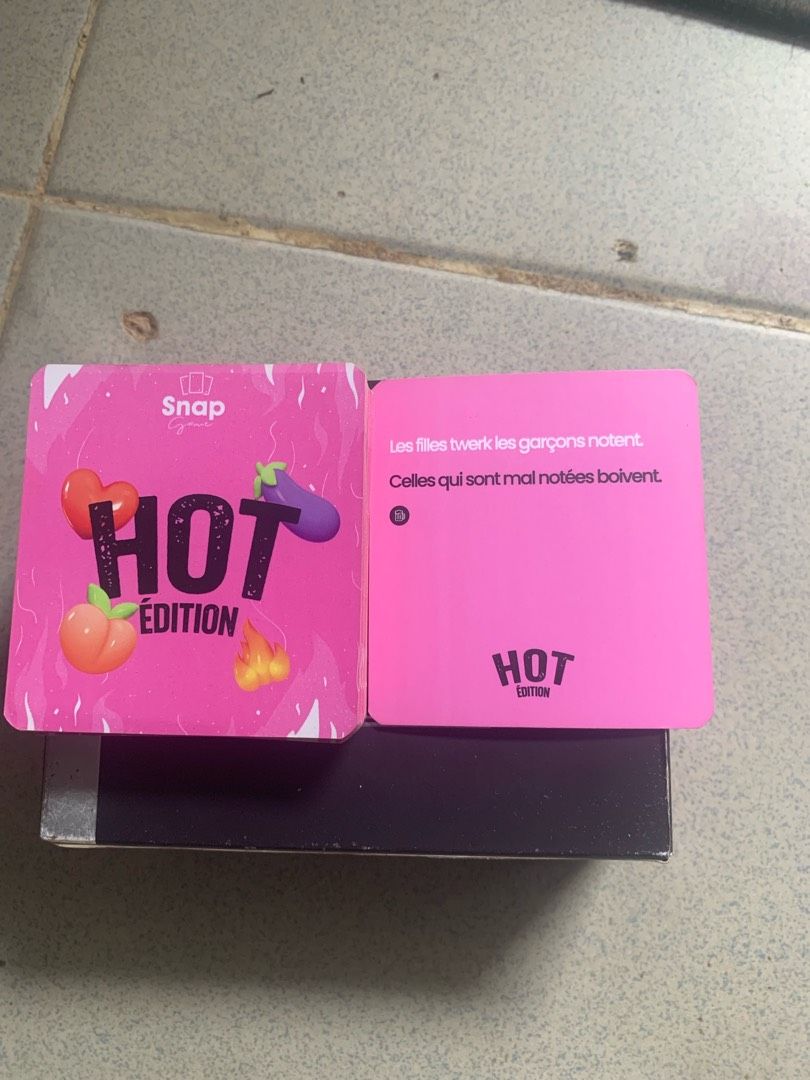 Snap
Game
HOT
ÉDITION
Les filles twerk les garçons notent.
Celles qui sont mal notées boivent.
HOT
ÉDITION